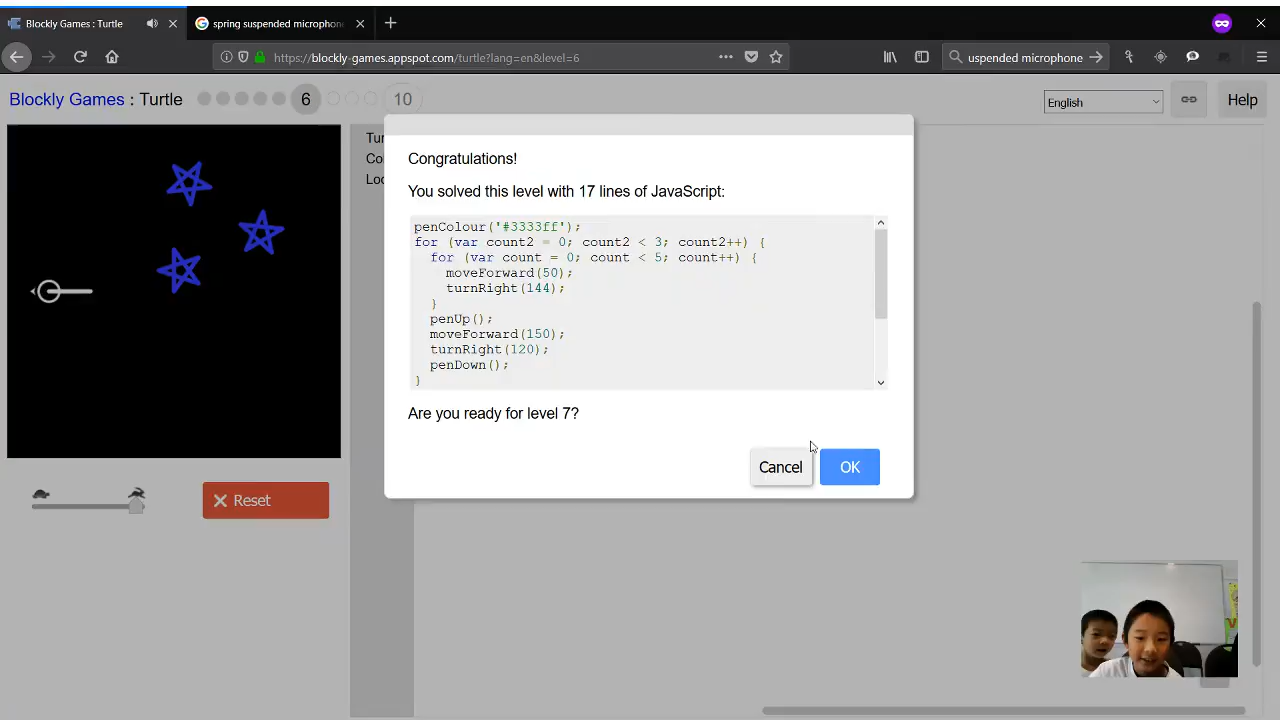 Blockly Games : Turtle
spring suspended microphone
https://blockly-games.appspot.com/turtle?lang=en&level=6
uspended microphone
Blockly Games : Turtle
6
10
English
Help
Tur
Co
Loo
Congratulations!
You solved this level with 17 lines of JavaScript:
penColour('#3333ff');
for (var count2 = 0; count2 < 3; count2++) {
for (var count = 0; count < 5; count++) {
moveForward(50);
turnRight(144);
}
penUp();
moveForward(150);
turnRight(120);
penDown();
}
Are you ready for level 7?
Cancel
OK
Reset